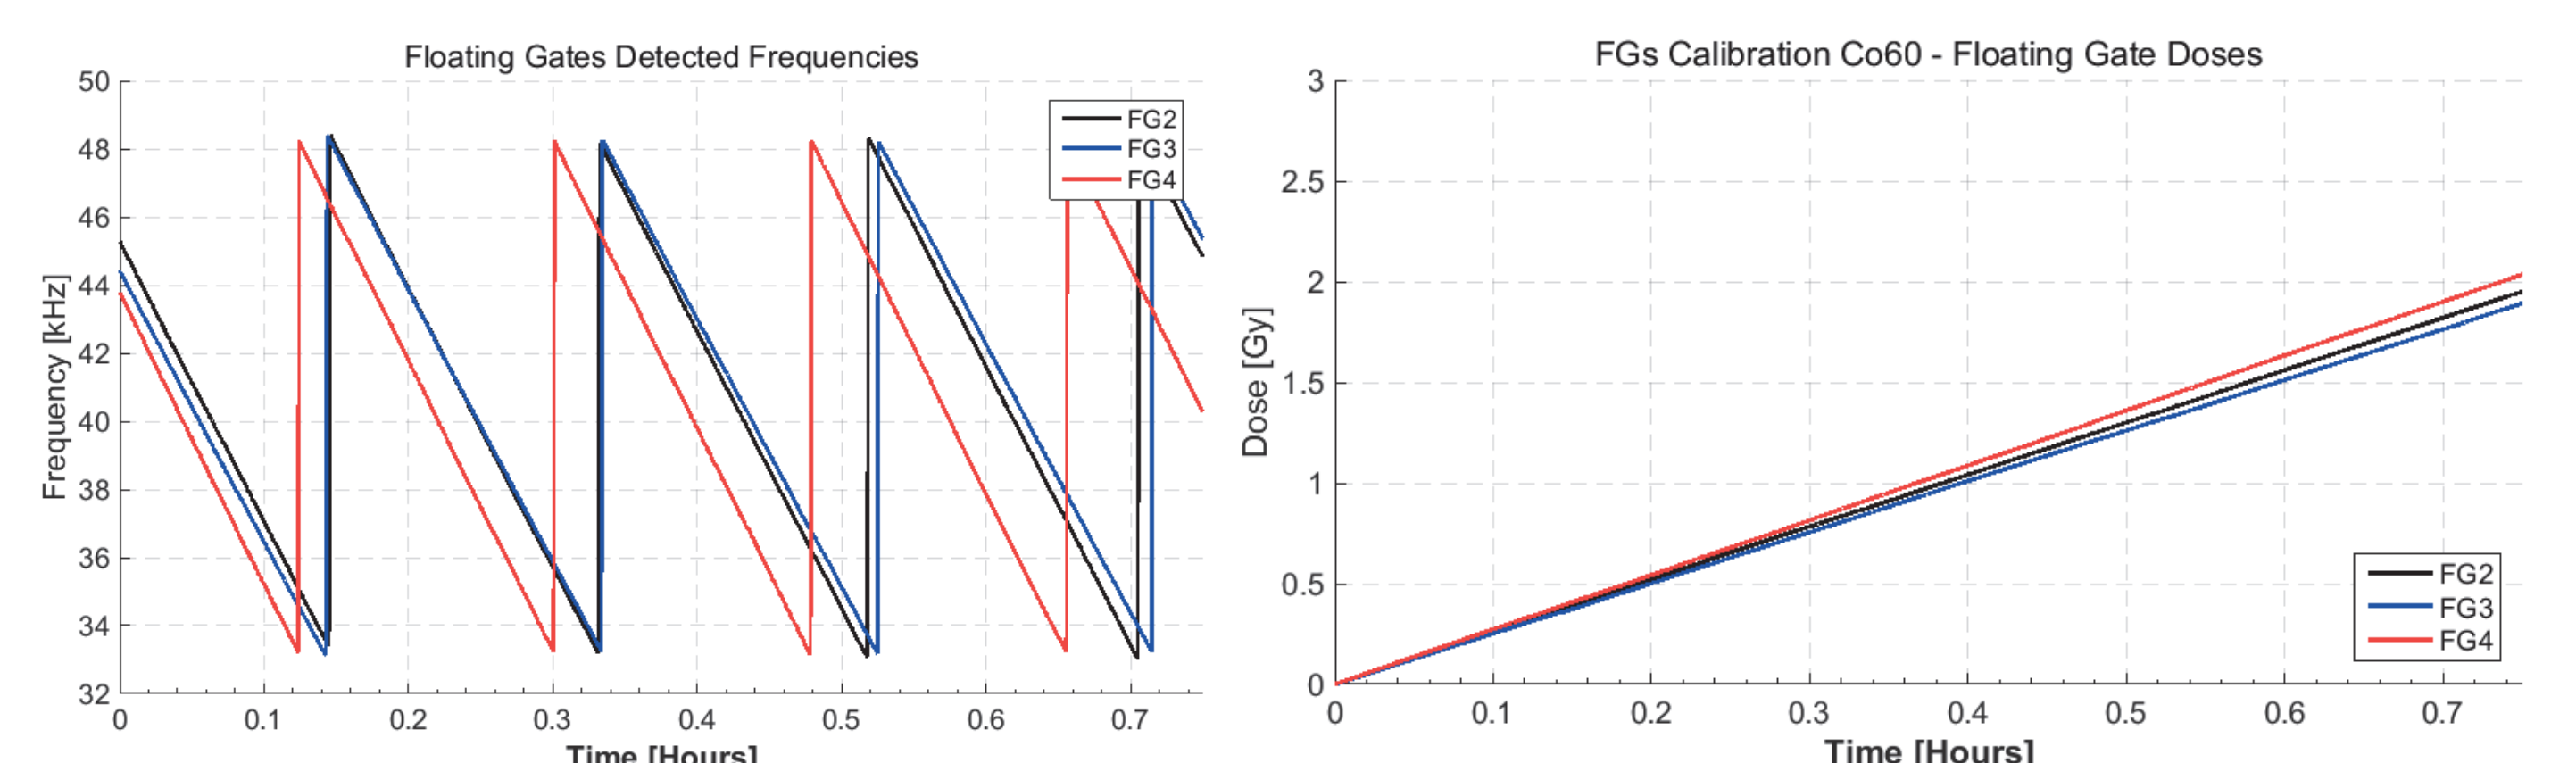 Floating Gates Detected Frequencies
50
48
46
44
42
40
38
36
34
32
Frequency [kHz]
FG2
FG3
FG4
0 0.1 0.2 0.3 0.4 0.5 0.6 0.7
Time [Hours]
FGs Calibration Co60 - Floating Gate Doses
3
2.5
2
1.5
1
0.5
0
Dose [Gy]
FG2
FG3
FG4
0 0.1 0.2 0.3 0.4 0.5 0.6 0.7
Time [Hours]